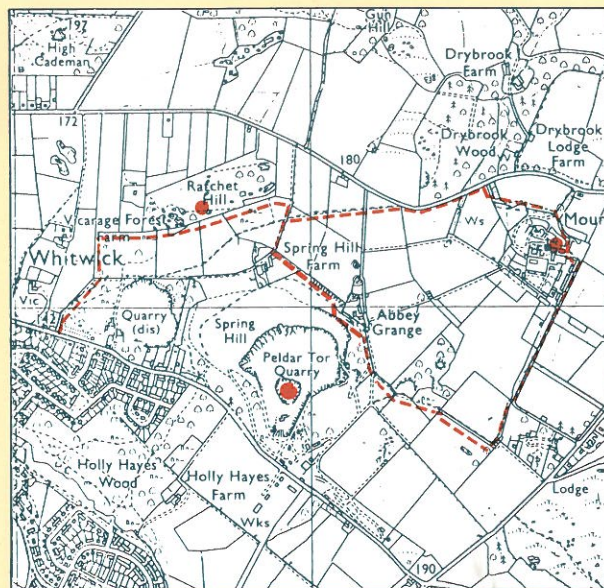 197
High
Cademan
Gun
Hill
Drybrook
Farm
172
Drybrook
Wood
Drybrook
Lodge
Farm
180
Ratchet
Hill
Vicarage Forest
Farm
Ws
Whitwick
Spring Hill
Farm
Vic
Quarry
(dis)
142
Spring
Hill
Abbey
Grange
Peldar Tor
Quarry
Holly Hayes
Wood
Holly Hayes
Farm
Wks
Lodge
190